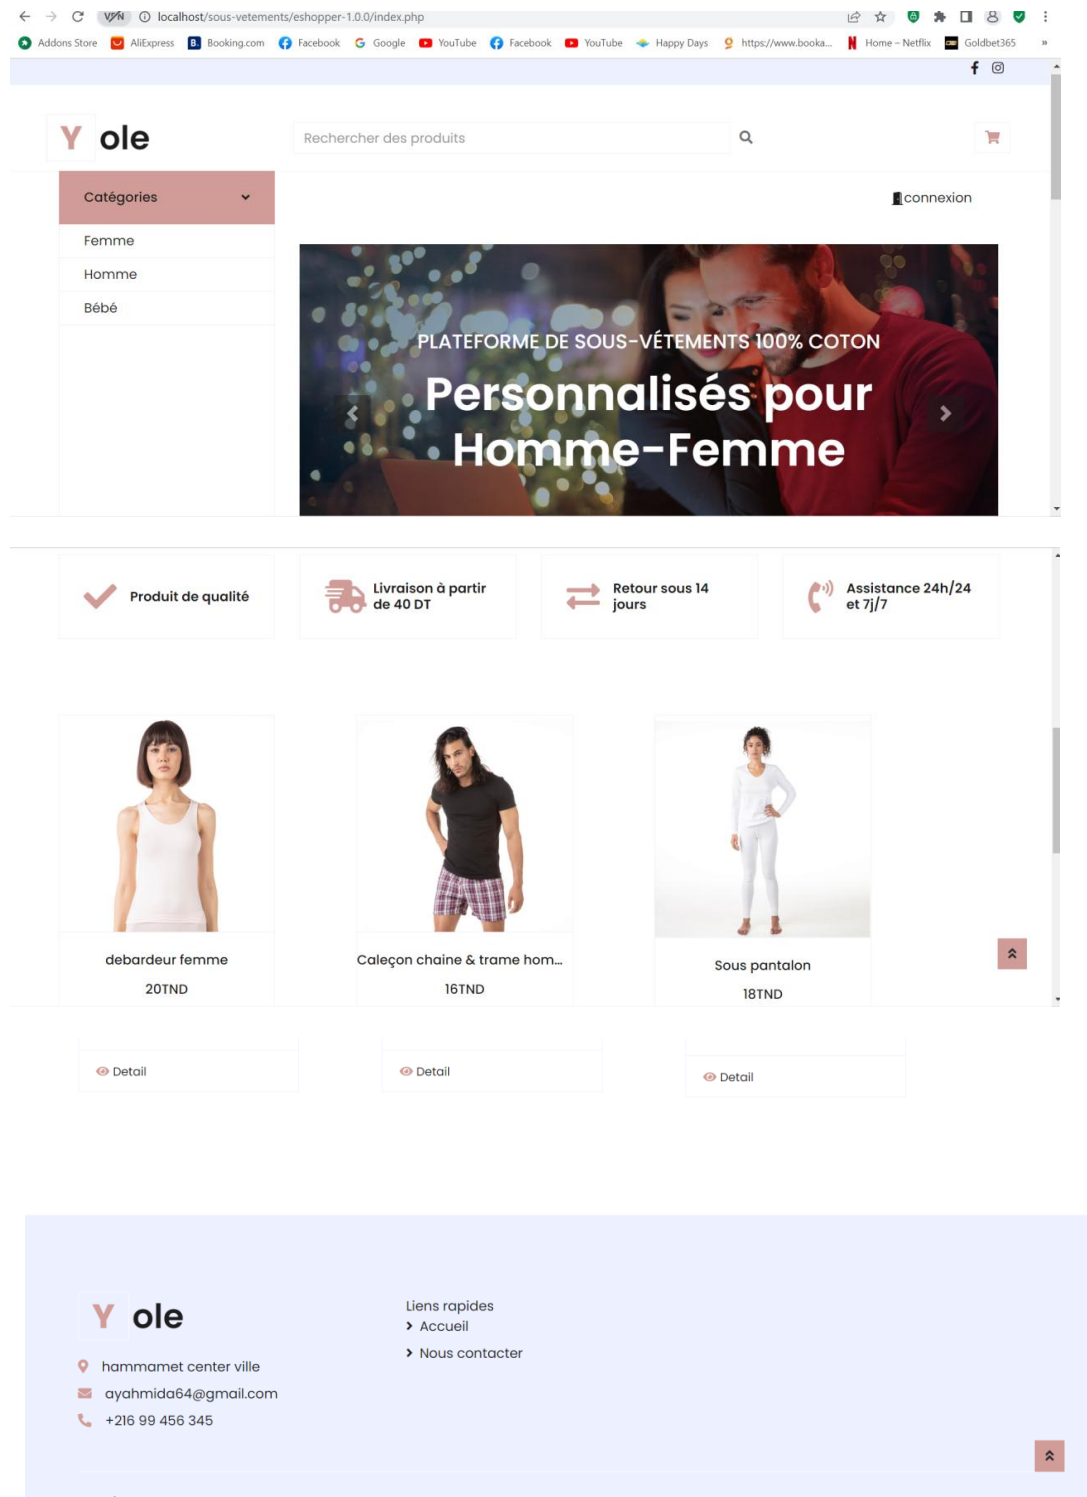 VPN localhost/sous-vetements/eshopper-1.0.0/index.php
Addons Store AliExpress B. Booking.com Facebook G Google YouTube Facebook YouTube Happy Days https://www.booka... N Home – Netflix Goldbet365 »
Y ole
Rechercher des produits
Catégories
connexion
Femme
Homme
Bébé
PLATEFORME DE SOUS-VÉTEMENTS 100% COTON
Personnalisés pour
Homme-Femme
Produit de qualité
Livraison à partir
de 40 DT
Retour sous 14
jours
Assistance 24h/24
et 7j/7
debardeur femme
20TND
Caleçon chaine & trame hom...
16TND
Sous pantalon
18TND
Detail
Detail
Detail
Y ole
hammamet center ville
ayahmida64@gmail.com
+216 99 456 345
Liens rapides
Accueil
Nous contacter